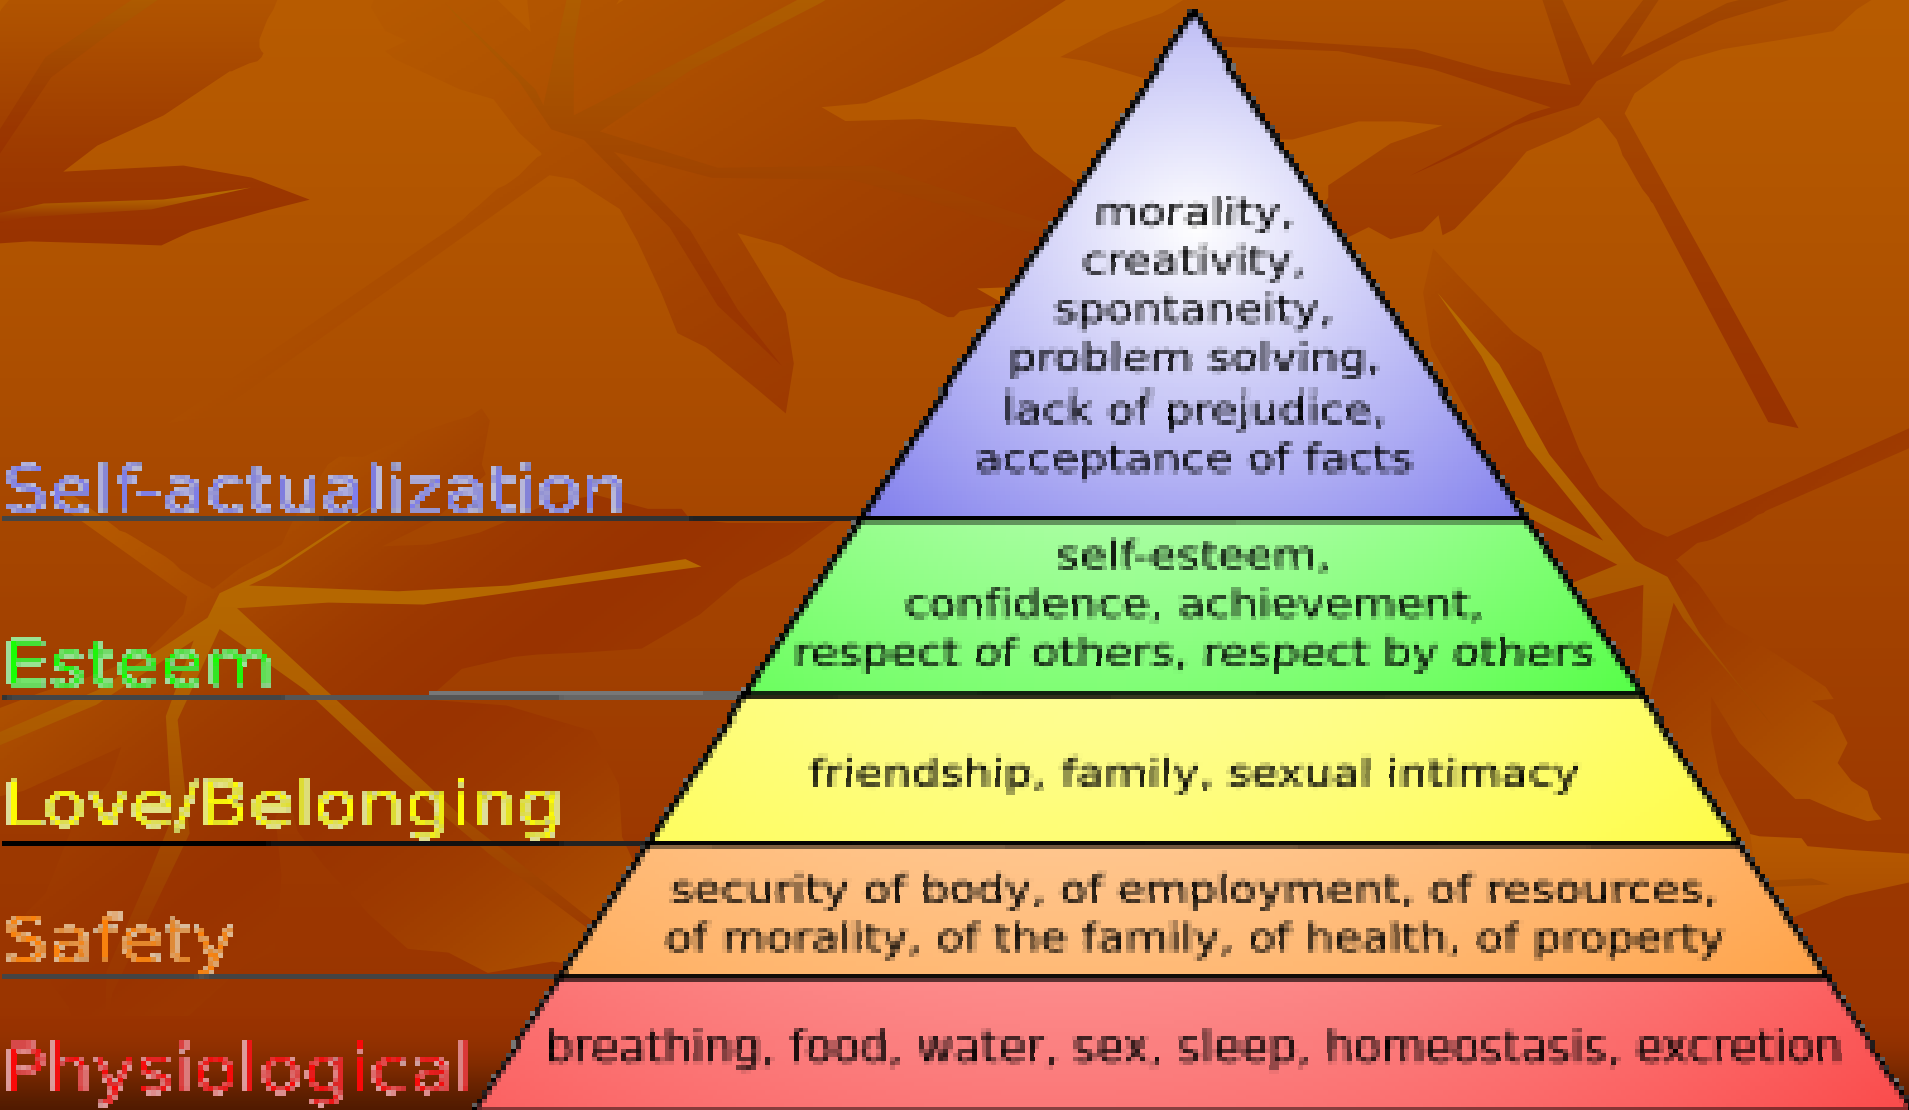 morality,
creativity,
spontaneity,
problem solving,
lack of prejudice,
acceptance of facts
Self-actualization
self-esteem,
confidence, achievement,
respect of others, respect by others
Esteem
friendship, family, sexual intimacy
Love/Belonging
security of body, of employment, of resources,
of morality, of the family, of health, of property
Safety
breathing, food, water, sex, sleep, homeostasis, excretion
Physiological